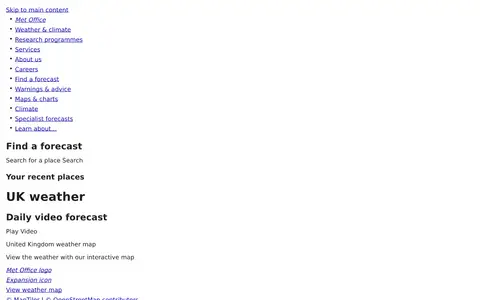 Skip to main content
Met Office
Weather & climate
Research programmes
Services
About us
Careers
Find a forecast
Warnings & advice
Maps & charts
Climate
Specialist forecasts
Learn about...
Find a forecast
Search for a place Search
Your recent places
UK weather
Daily video forecast
Play Video
United Kingdom weather map
View the weather with our interactive map
Met Office logo
Expansion icon
View weather map
© MapTiler | © OpenStreetMap contributors